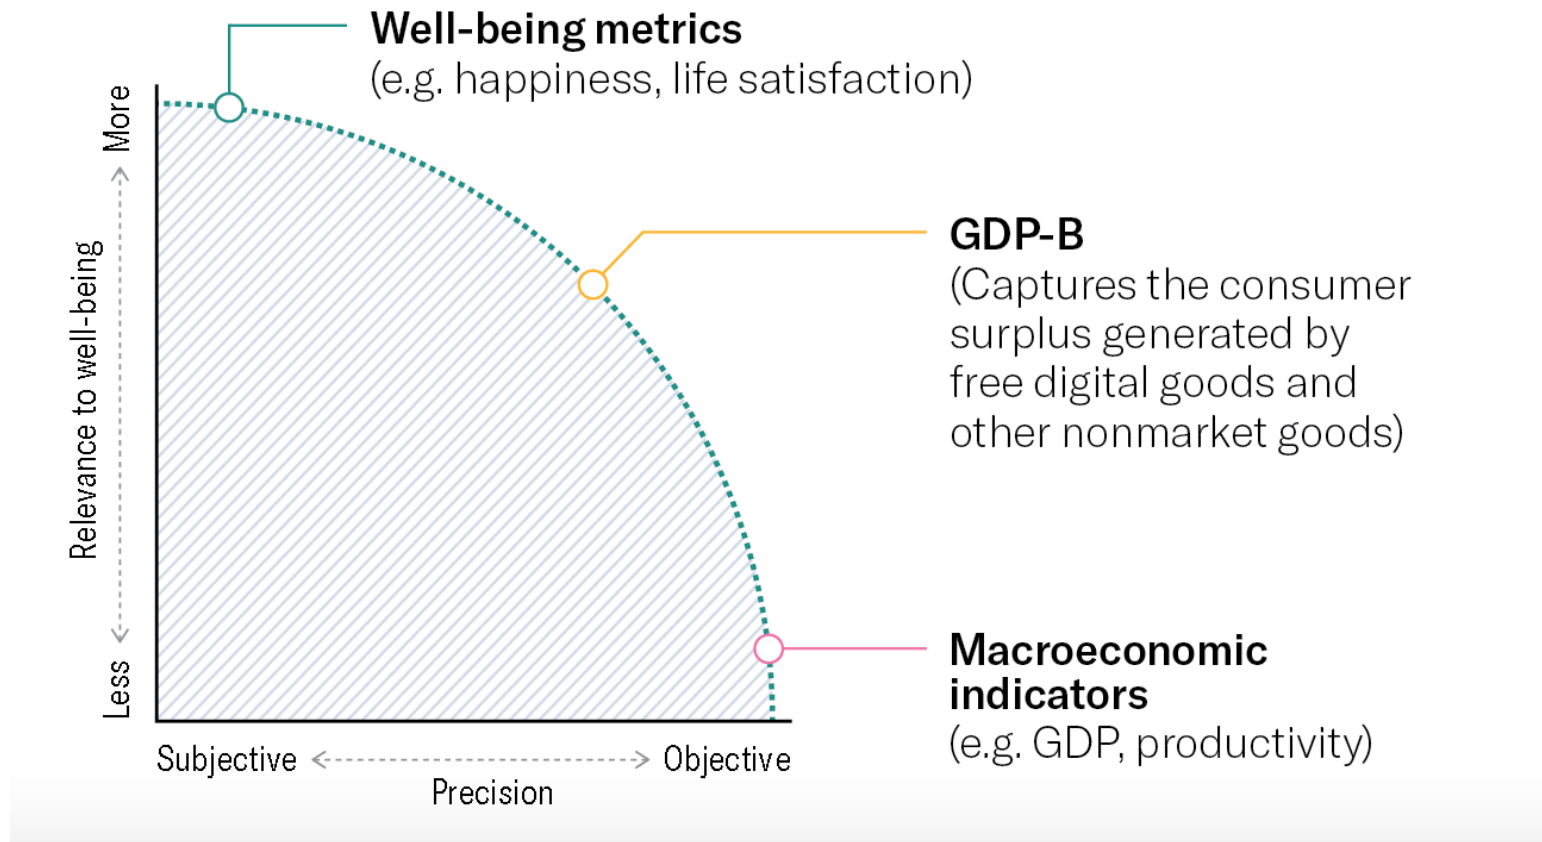 Well-being metrics
(e.g. happiness, life satisfaction)
More
Relevance to well-being
Less
GDP-B
(Captures the consumer
surplus generated by
free digital goods and
other nonmarket goods)
Macroeconomic
indicators
(e.g. GDP, productivity)
Subjective
Objective
Precision